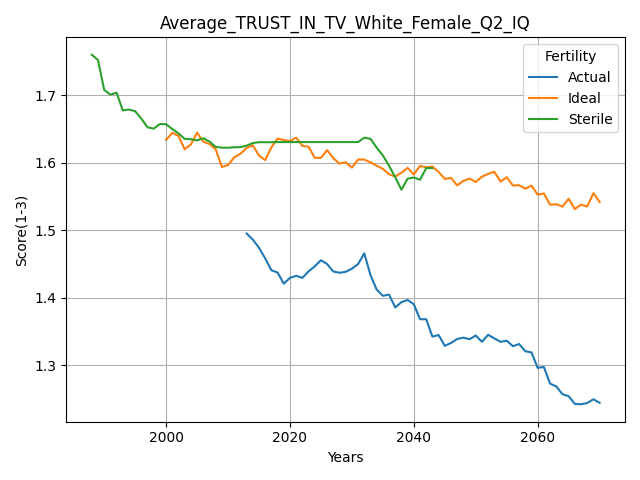 Average_TRUST_IN_TV_White_Female_Q2_IQ
Fertility
Actual
Ideal
Sterile
Score(1-3)
1.7
1.6
1.5
1.4
1.3
2000
2020
2040
2060
Years